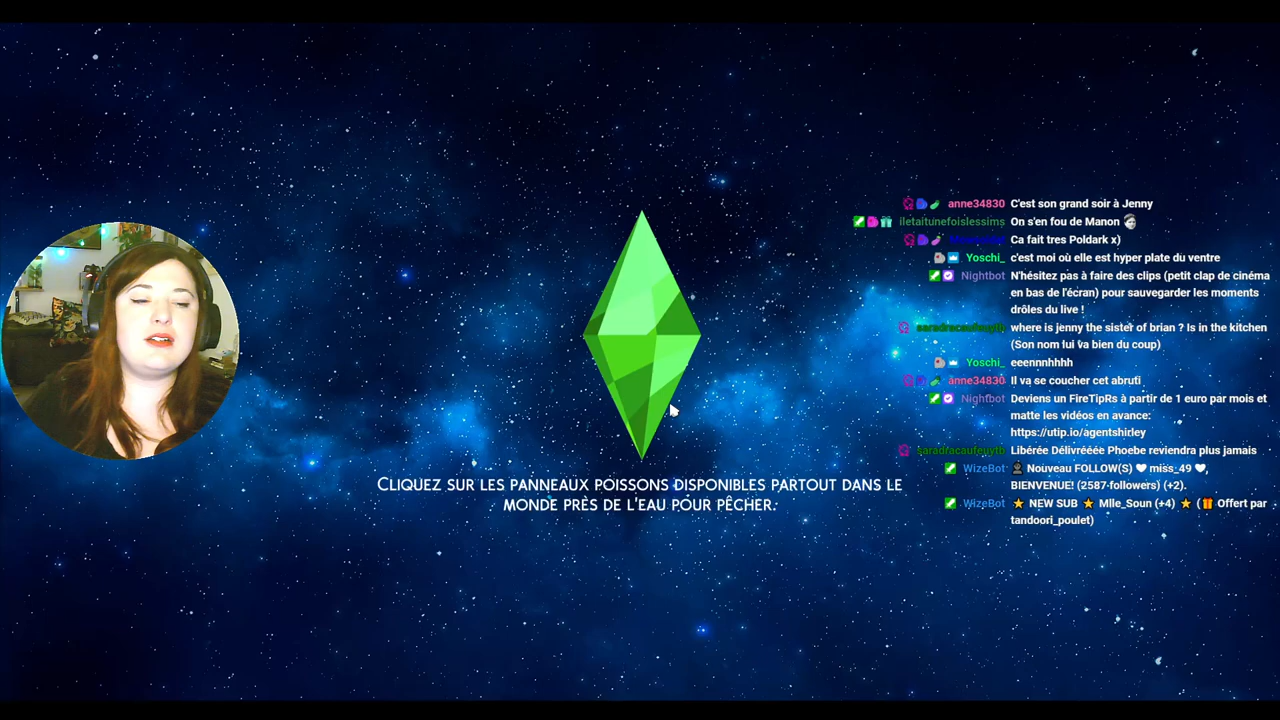 anne34830 C'est son grand soir à Jenny
iletaitunefoislessims On s'en fou de Manon
Ca fait tres Poldark x)
Yoschi_ c'est moi où elle est hyper plate du ventre
Nightbot N'hésitez pas à faire des clips (petit clap de cinéma
en bas de l'écran) pour sauvegarder les moments
drôles du live !
saradracaufeuytb where is jenny the sister of brian ? Is in the kitchen
(Son nom lui va bien du coup)
Yoschi_ eeennnhhhh
anne34830 Il va se coucher cet abruti
Nightbot Deviens un FireTipRs à partir de 1 euro par mois et
matte les vidéos en avance:
https://utip.io/agentshirley
saradracaufeuytb Libérée Délivréééé Phoebe reviendra plus jamais
WizeBot Nouveau FOLLOW(S) miss_49 ,
BIENVENUE! (2587 followers) (+2).
WizeBot NEW SUB Mlle_Soun (+4) ( Offert par
tandoori_poulet)
Cliquez sur les panneaux poissons disponibles partout dans le
monde près de l'eau pour pêcher.